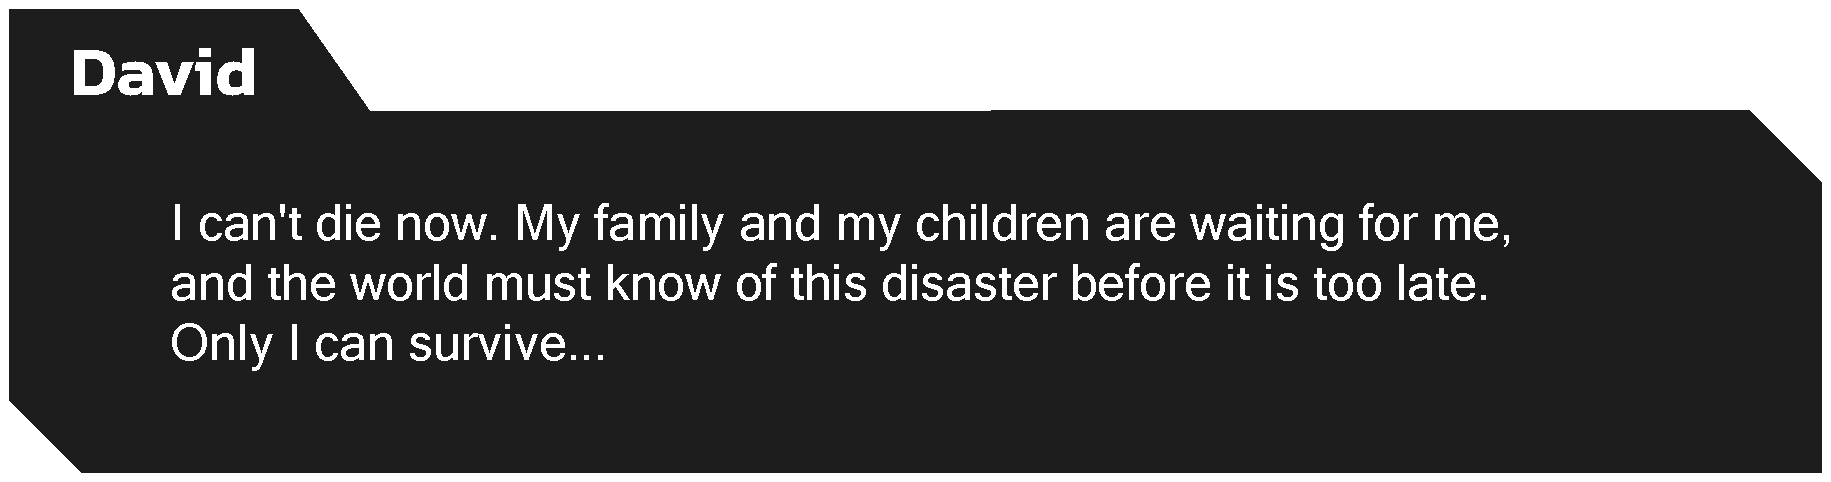 David
I can't die now. My family and my children are waiting for me,
and the world must know of this disaster before it is too late.
Only I can survive...